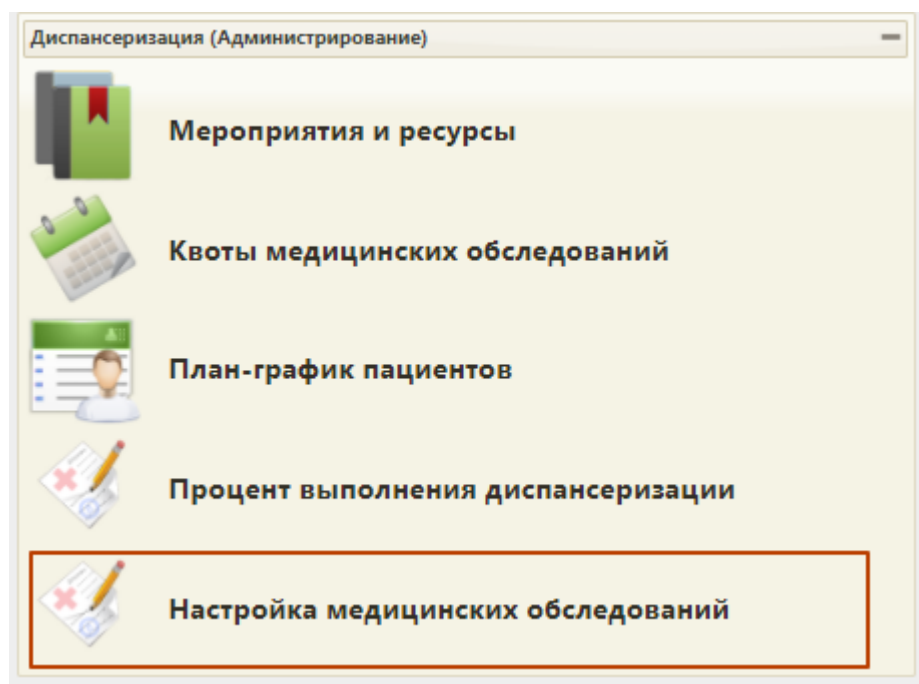 Диспансеризация (Администрирование)
Мероприятия и ресурсы
Квоты медицинских обследований
План-график пациентов
Процент выполнения диспансеризации
Настройка медицинских обследований